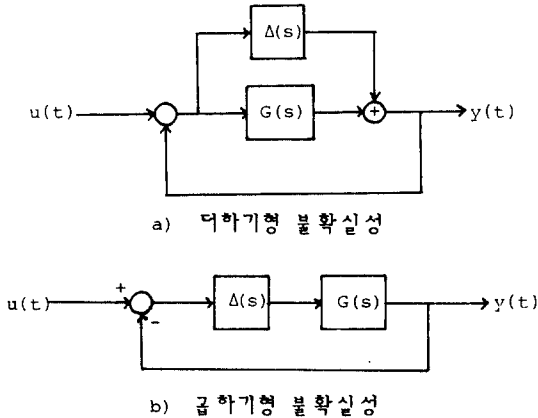 Δ(s)
u(t)
G(s)
+
y(t)
a) 더하기형 불확실성
+
u(t)
-
Δ(s)
G(s)
y(t)
b) 곱하기형 불확실성